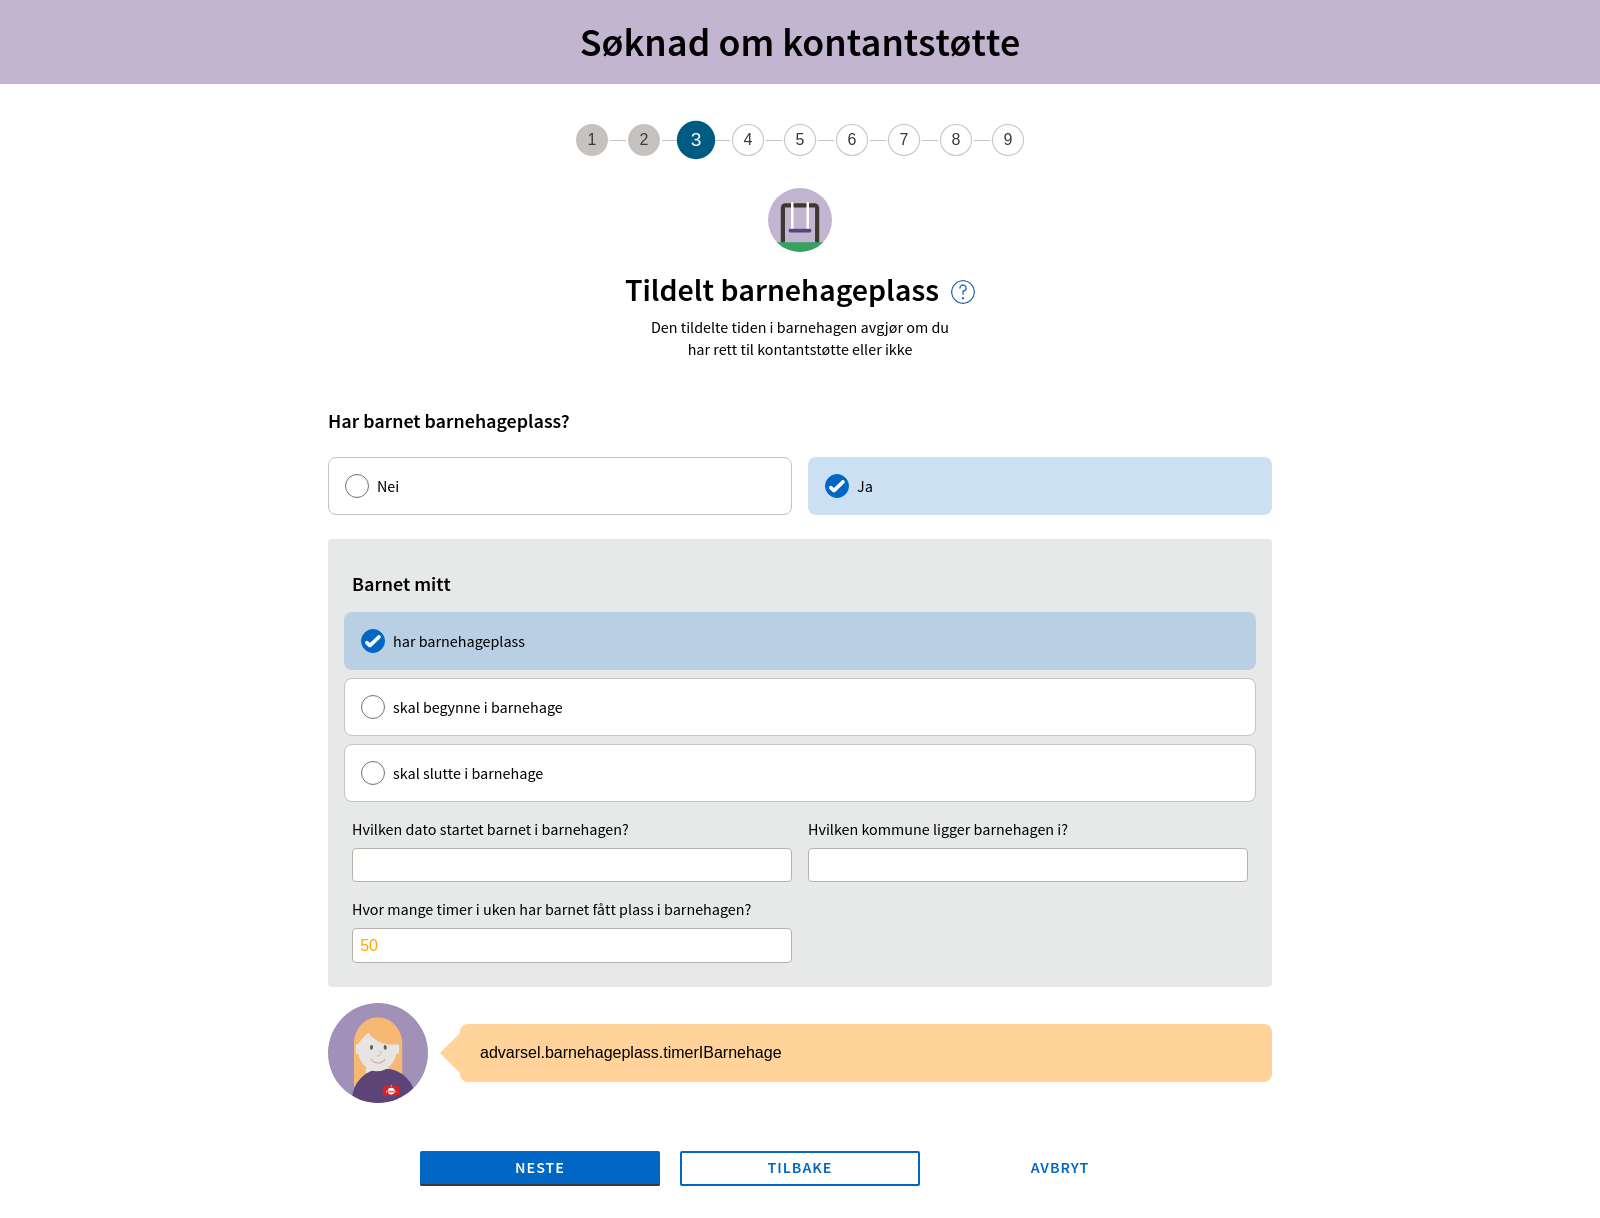 Søknad om kontantstøtte
1 2 3 4 5 6 7 8 9
Tildelt barnehageplass ?
Den tildelte tiden i barnehagen avgjør om du
har rett til kontantstøtte eller ikke
Har barnet barnehageplass?
Nei
Ja
Barnet mitt
har barnehageplass
skal begynne i barnehage
skal slutte i barnehage
Hvilken dato startet barnet i barnehagen?
Hvilken kommune ligger barnehagen i?
Hvor mange timer i uken har barnet fått plass i barnehagen?
50
advarsel.barnehageplass.timerIBarnehage
NESTE
TILBAKE
AVBRYT